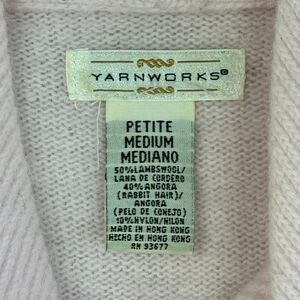 YARNWORKS®
PETITE
MEDIUM
MEDIANO
50% LAMBSWOOL/
LANA DE CORDERO
40% ANGORA
(RABBIT HAIR)/
ANGORA
(PELO DE CONEJO)
10% NYLON/NILON
MADE IN HONG KONG
HECHO EN HONG KONG
RN 93677